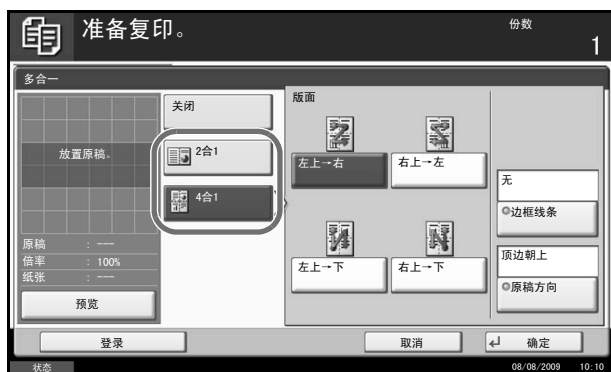 准备复印。
份数
1
多合一
放置原稿。
原稿 : ---
倍率 : 100%
纸张 : ---
预览
关闭
2合1
4合1
版面
左上→右
右上→左
左上→下
右上→下
无
边框线条
顶边朝上
原稿方向
登录
取消
确定
状态
08/08/2009 10:10